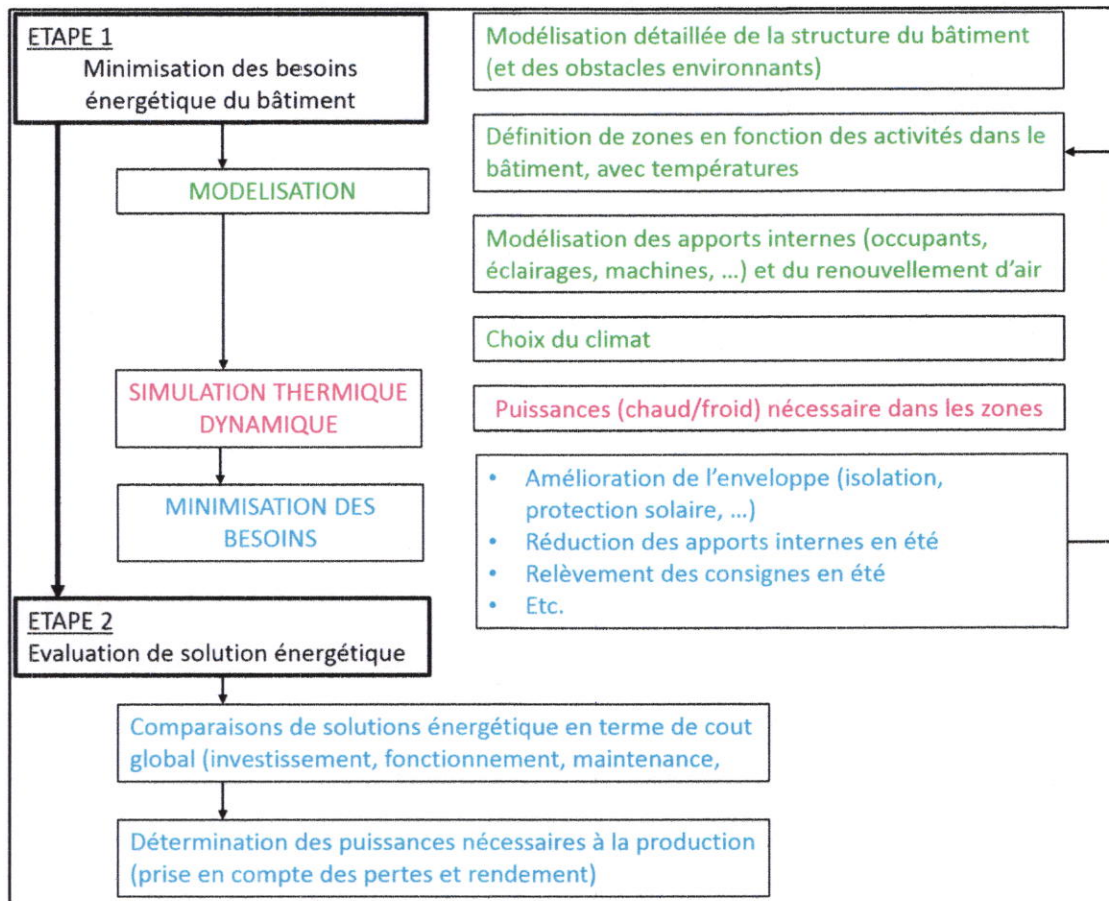 ETAPE 1
Minimisation des besoins
énergétique du bâtiment
MODELISATION
SIMULATION THERMIQUE
DYNAMIQUE
MINIMISATION DES
BESOINS
Modélisation détaillée de la structure du bâtiment
(et des obstacles environnants)
Définition de zones en fonction des activités dans le
bâtiment, avec températures
Modélisation des apports internes (occupants,
éclairages, machines, ...) et du renouvellement d'air
Choix du climat
Puissances (chaud/froid) nécessaire dans les zones
• Amélioration de l'enveloppe (isolation,
protection solaire, ...)
• Réduction des apports internes en été
• Relèvement des consignes en été
• Etc.
ETAPE 2
Evaluation de solution énergétique
Comparaisons de solutions énergétique en terme de cout
global (investissement, fonctionnement, maintenance,
Détermination des puissances nécessaires à la production
(prise en compte des pertes et rendement)